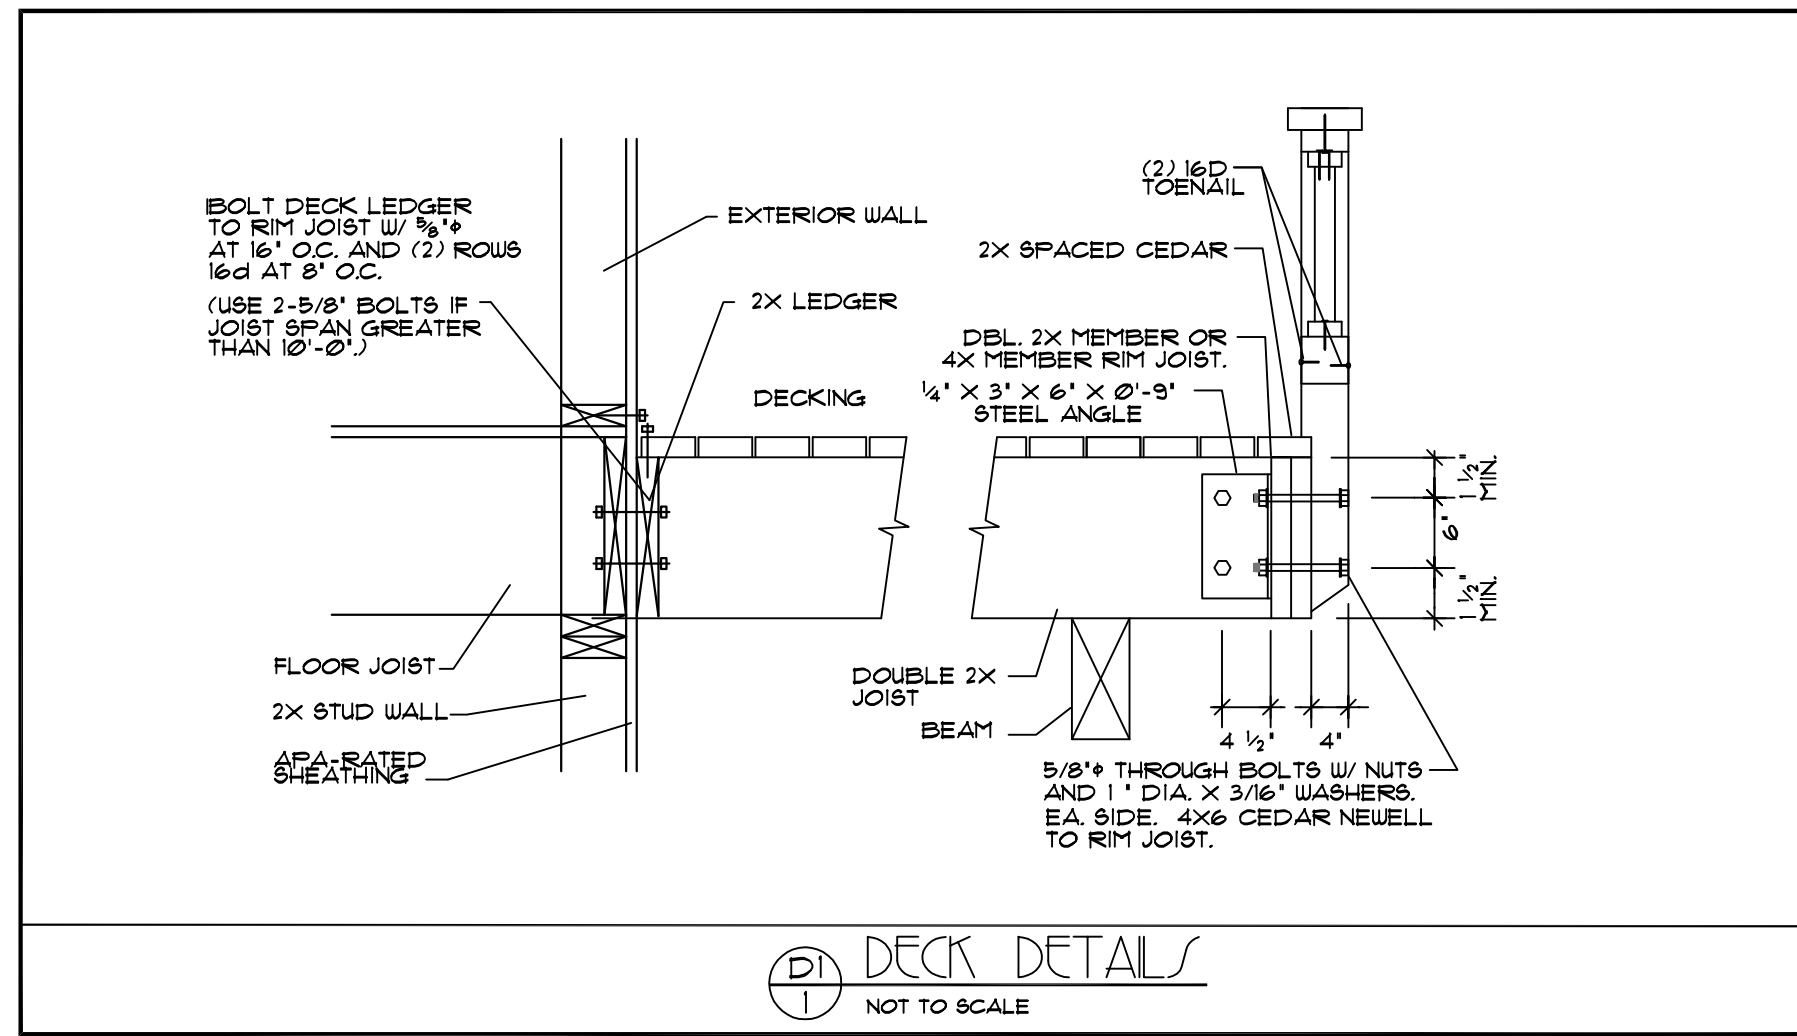 BOLT DECK LEDGER
TO RIM JOIST W/ 5/8"Φ
AT 16" O.C. AND (2) ROWS
16d AT 8" O.C.
(USE 2-5/8" BOLTS IF
JOIST SPAN GREATER
THAN 10'-0".)
EXTERIOR WALL
2X LEDGER
DECKING
(2) 16D
TOENAIL
2X SPACED CEDAR
DBL. 2X MEMBER OR
4X MEMBER RIM JOIST.
1/4" X 3" X 6" X 0'-9"
STEEL ANGLE
1 1/2"
MIN.
6"
1 1/2"
MIN.
FLOOR JOIST
2X STUD WALL
APA-RATED
SHEATHING
DOUBLE 2X
JOIST
BEAM
4 1/2"
4"
5/8"Φ THROUGH BOLTS W/ NUTS
AND 1 " DIA. X 3/16" WASHERS.
EA. SIDE. 4X6 CEDAR NEWELL
TO RIM JOIST.
D1
1
DECK DETAILS
NOT TO SCALE